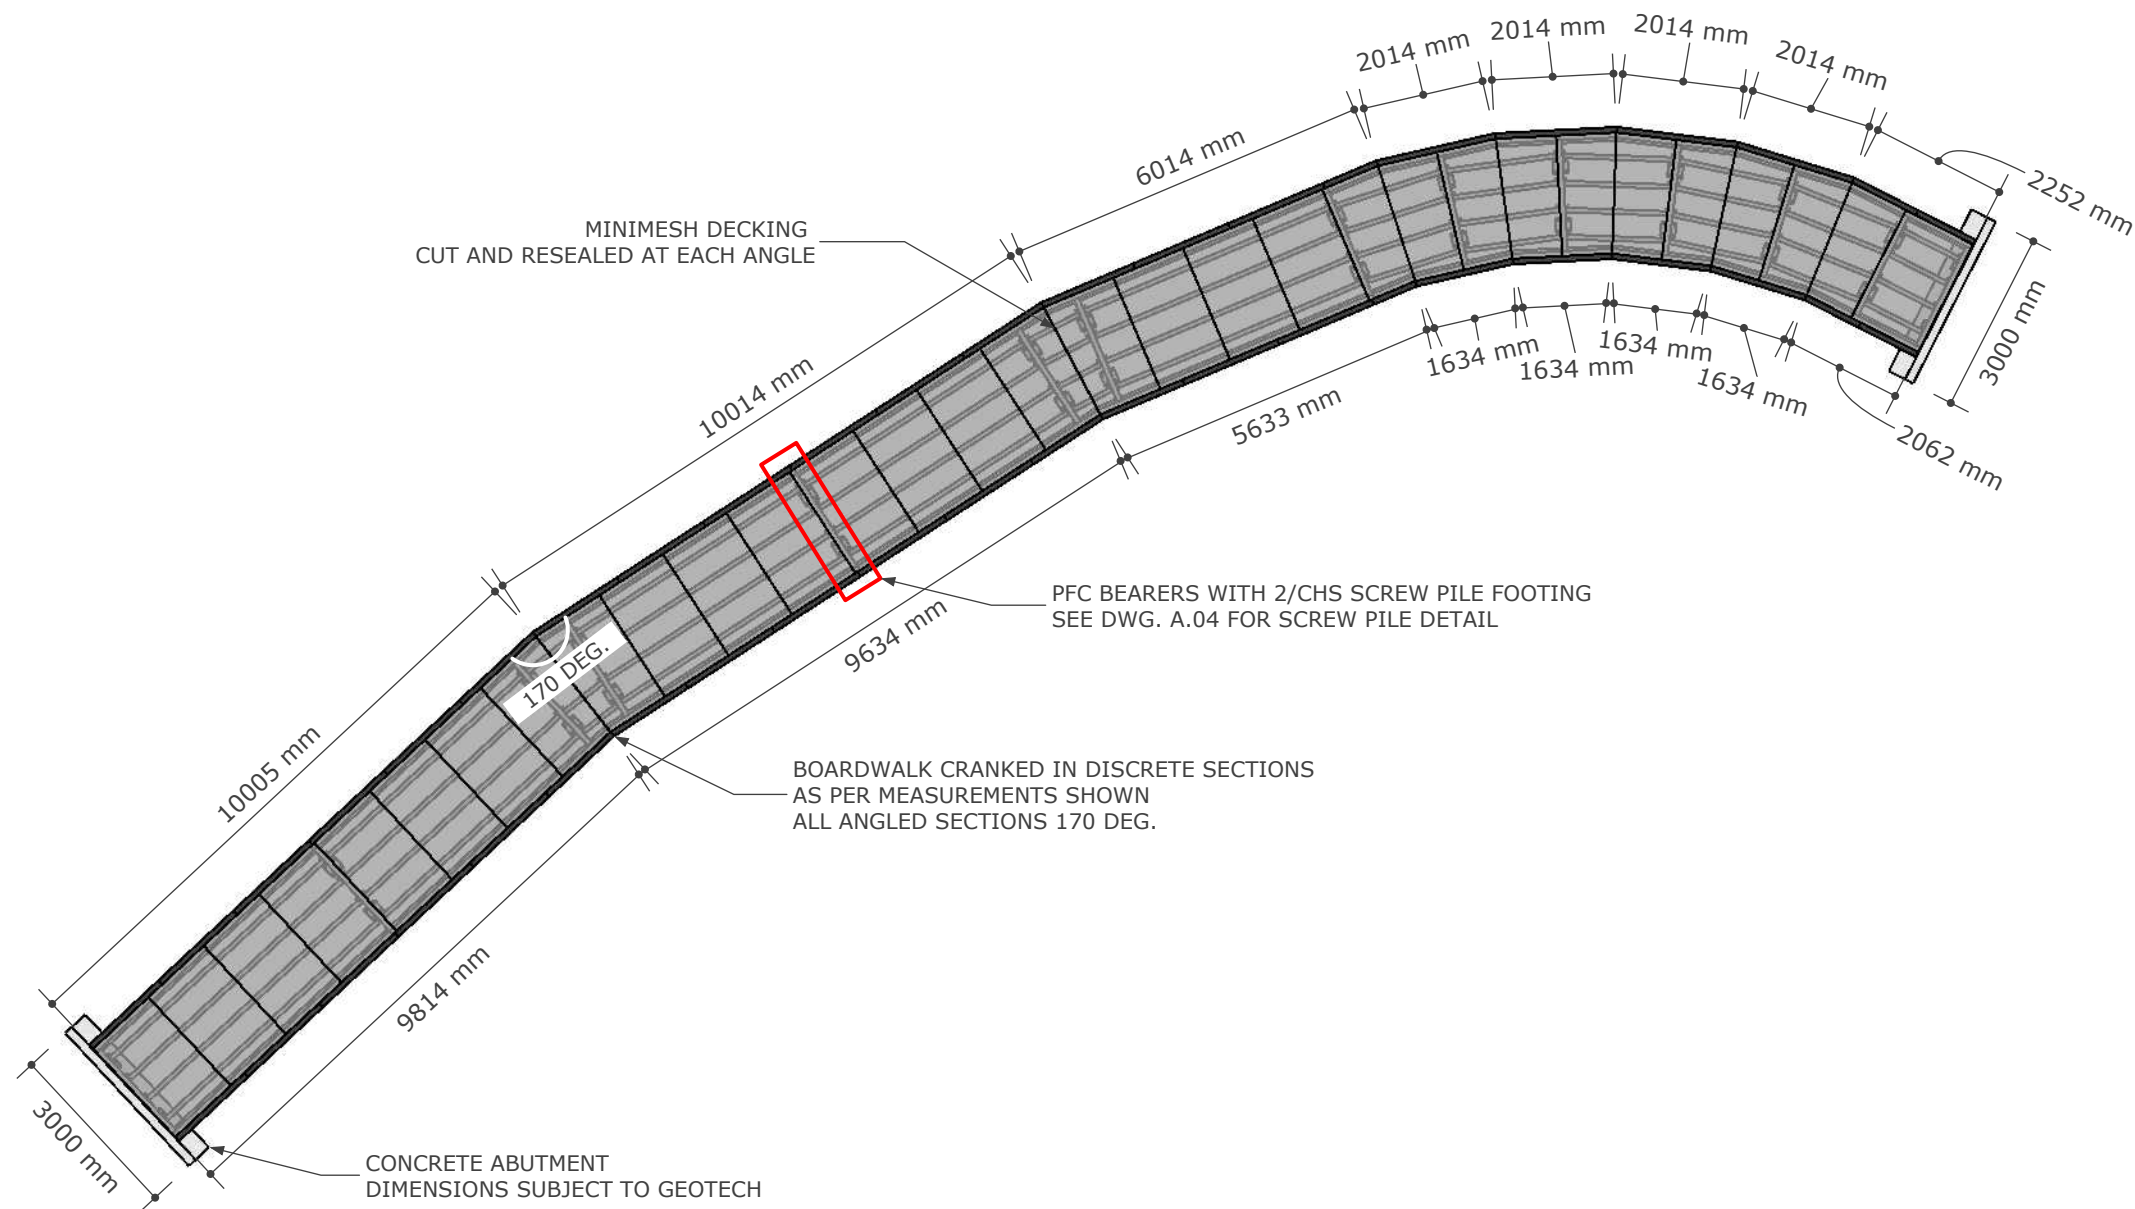 2014 mm
2014 mm
2014 mm
2014 mm
6014 mm
2252 mm
MINIMESH DECKING
CUT AND RESEALED AT EACH ANGLE
3000 mm
1634 mm
1634 mm
1634 mm
1634 mm
10014 mm
5633 mm
2062 mm
PFC BEARERS WITH 2/CHS SCREW PILE FOOTING
SEE DWG. A.04 FOR SCREW PILE DETAIL
9634 mm
170 DEG.
10005 mm
BOARDWALK CRANKED IN DISCRETE SECTIONS
AS PER MEASUREMENTS SHOWN
ALL ANGLED SECTIONS 170 DEG.
9814 mm
3000 mm
CONCRETE ABUTMENT
DIMENSIONS SUBJECT TO GEOTECH